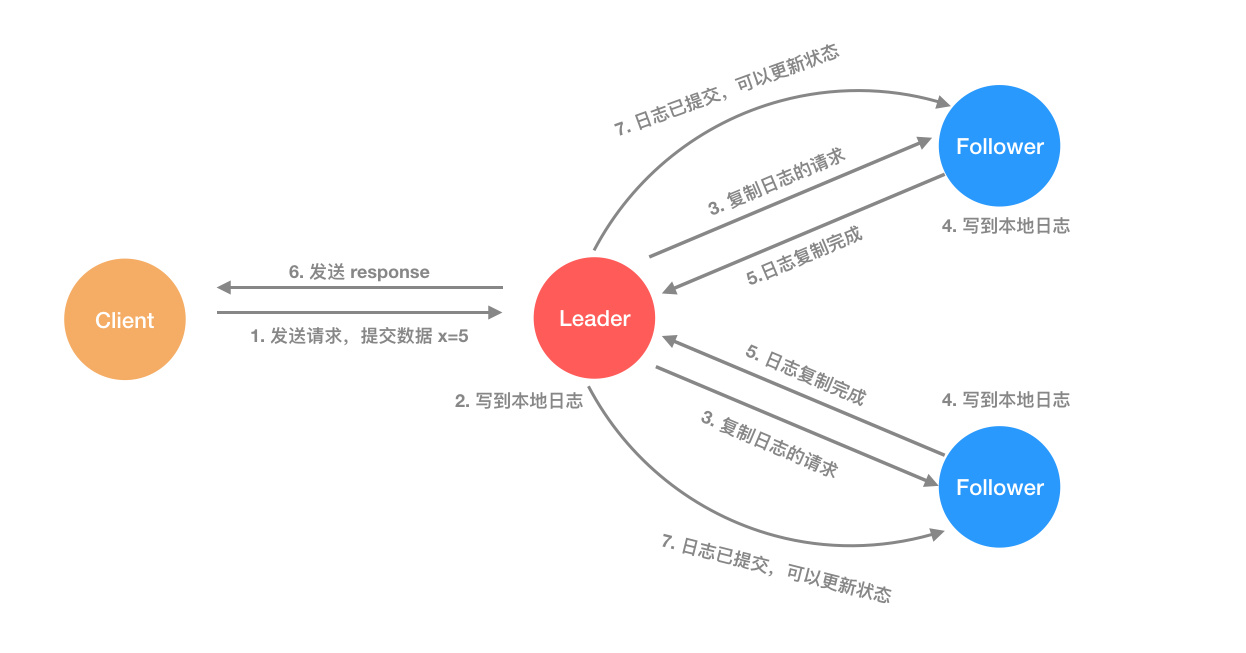 7. 日志已提交，可以更新状态
Follower
3. 复制日志的请求
4. 写到本地日志
5.日志复制完成
6. 发送 response
Client
Leader
1. 发送请求，提交数据 x=5
2. 写到本地日志
5. 日志复制完成
4. 写到本地日志
3. 复制日志的请求
Follower
7. 日志已提交，可以更新状态